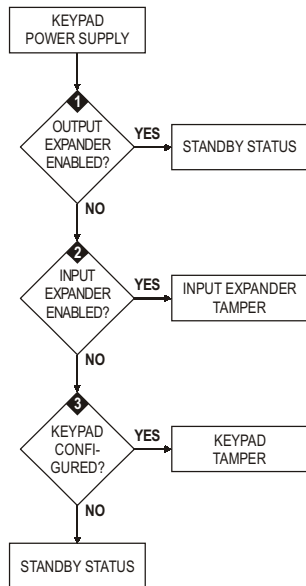 KEYPAD
POWER SUPPLY
1
OUTPUT
EXPANDER
ENABLED?
YES
STANDBY STATUS
NO
2
INPUT
EXPANDER
ENABLED?
YES
INPUT EXPANDER
TAMPER
NO
3
KEYPAD
CONFI-
GURED?
YES
KEYPAD
TAMPER
NO
STANDBY STATUS